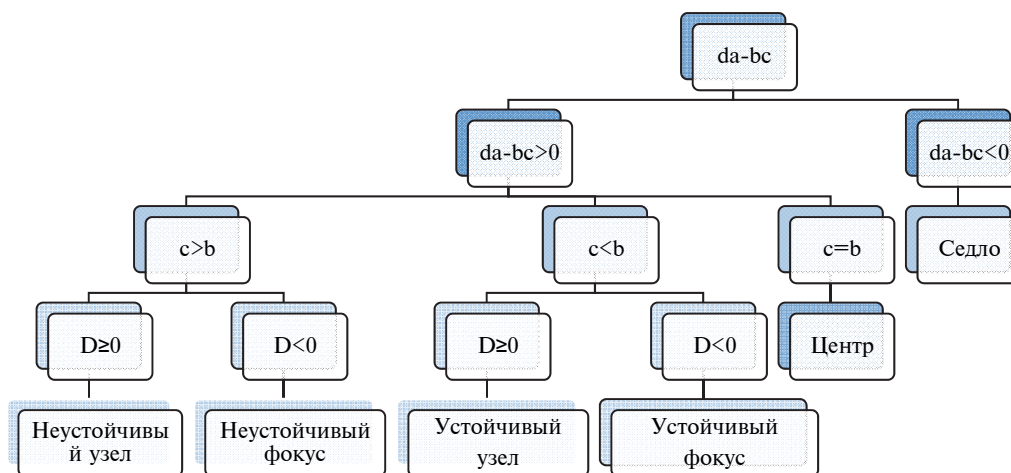 da-bc
da-bc>0
da-bc<0
c>b
c<b
c=b
Седло
D≥0
D<0
D≥0
D<0
Центр
Неустойчивы
й узел
Неустойчивый
фокус
Устойчивый
узел
Устойчивый
фокус